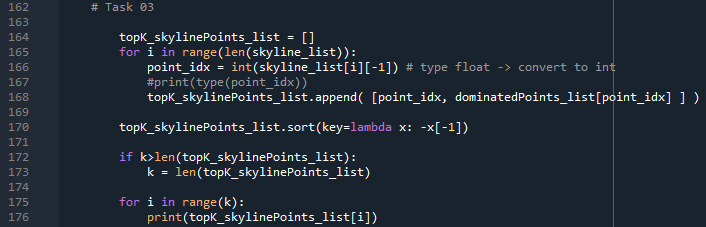 162 # Task 03
163
164 topK_skylinePoints_list = []
165 for i in range(len(skyline_list)):
166 point_idx = int(skyline_list[i][-1]) # type float -> convert to int
167 #print(type(point_idx))
168 topK_skylinePoints_list.append( [point_idx, dominatedPoints_list[point_idx] ] )
169
170 topK_skylinePoints_list.sort(key=lambda x: -x[-1])
171
172 if k>len(topK_skylinePoints_list):
173 k = len(topK_skylinePoints_list)
174
175 for i in range(k):
176 print(topK_skylinePoints_list[i])